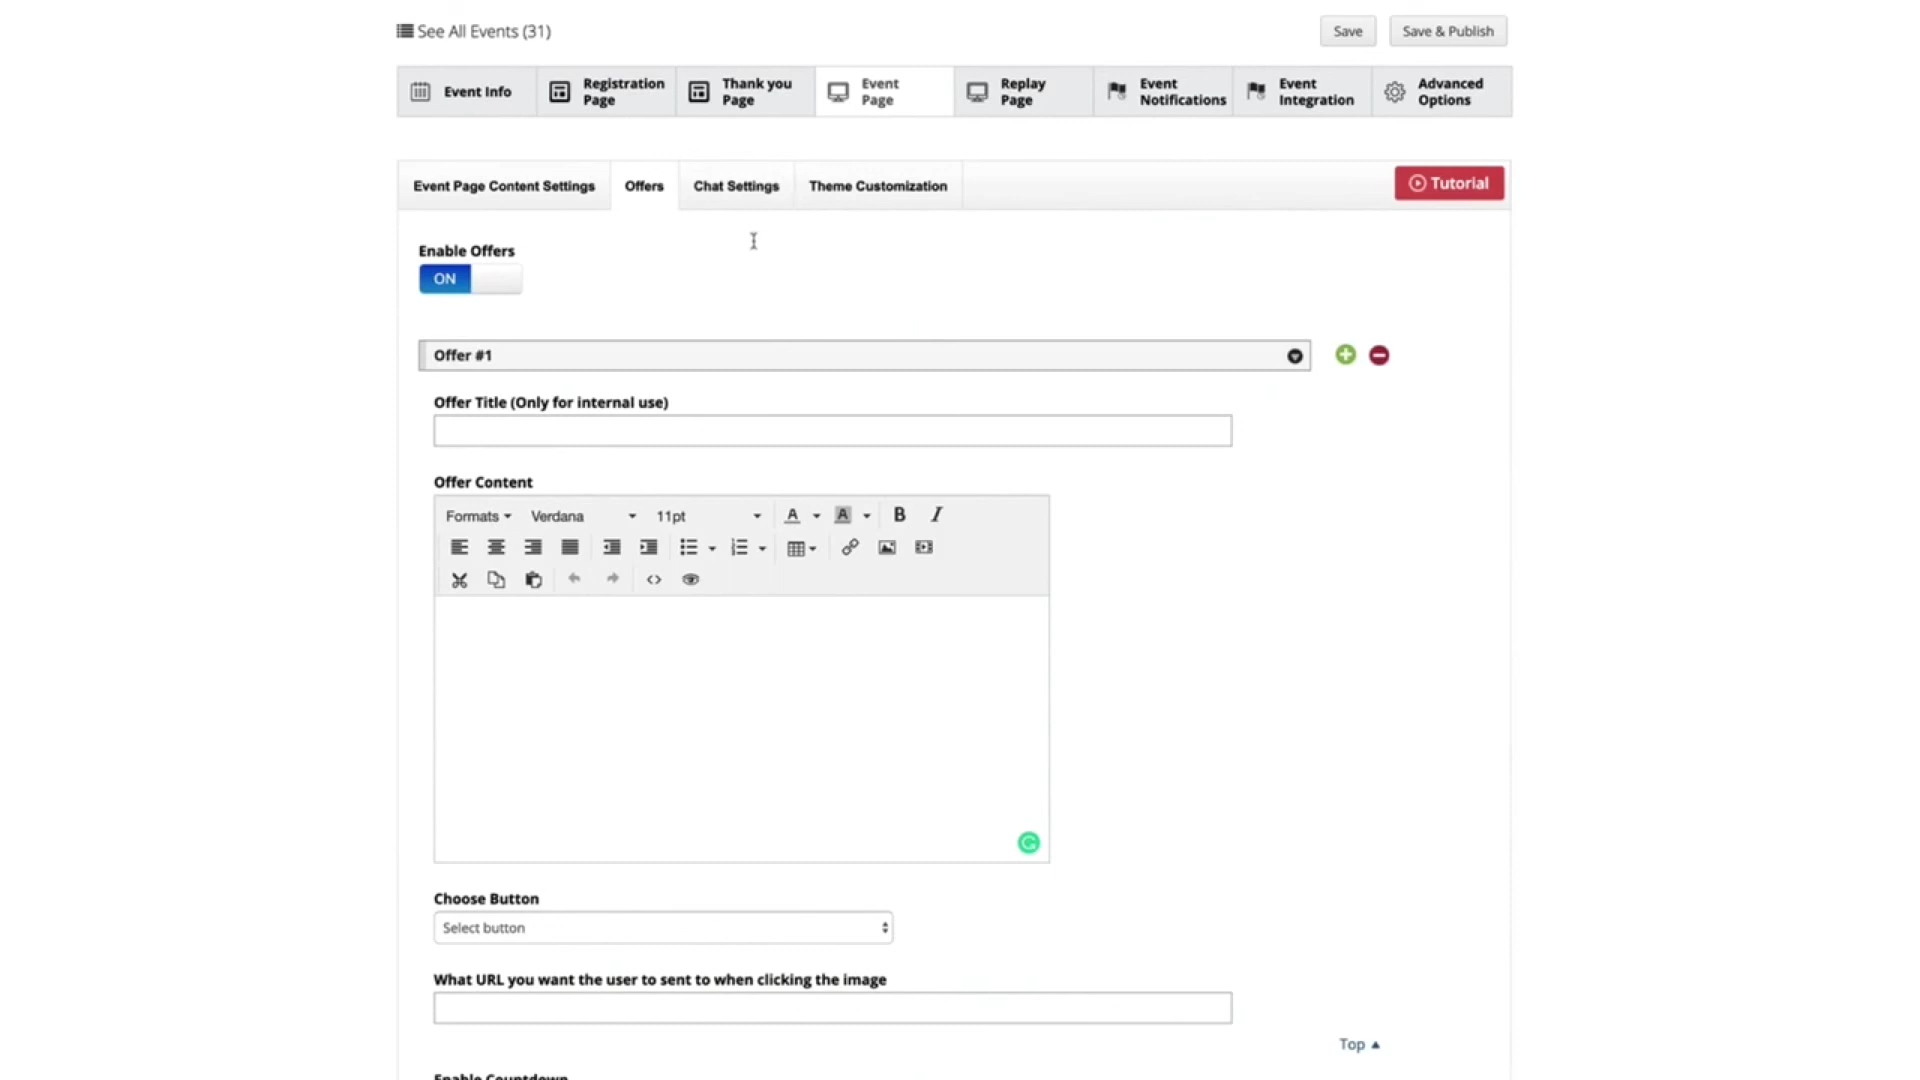 See All Events (31)
Save
Save & Publish
Event Info
Registration
Page
Thank you
Page
Event
Page
Replay
Page
Event
Notifications
Event
Integration
Advanced
Options
Event Page Content Settings
Offers
Chat Settings
Theme Customization
Tutorial
Enable Offers
ON
Offer #1
Offer Title (Only for internal use)
Offer Content
Formats
Verdana
11pt
A
A
B
I
Choose Button
Select button
What URL you want the user to sent to when clicking the image
Top
Enable Countdown